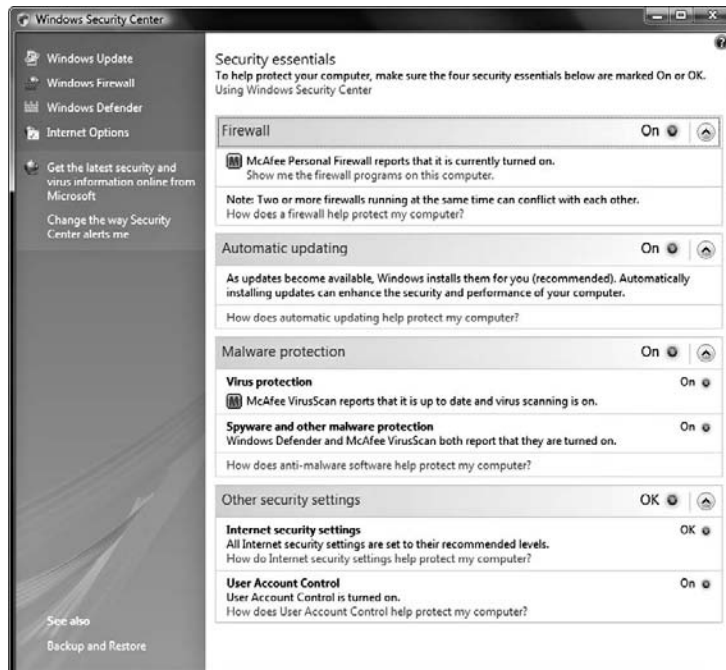 Windows Security Center
Windows Update
Windows Firewall
Windows Defender
Internet Options
Get the latest security and
virus information online from
Microsoft
Change the way Security
Center alerts me
See also
Backup and Restore
Security essentials
To help protect your computer, make sure the four security essentials below are marked On or OK.
Using Windows Security Center
Firewall On
McAfee Personal Firewall reports that it is currently turned on.
Show me the firewall programs on this computer.
Note: Two or more firewalls running at the same time can conflict with each other.
How does a firewall help protect my computer?
Automatic updating On
As updates become available, Windows installs them for you (recommended). Automatically
installing updates can enhance the security and performance of your computer.
How does automatic updating help protect my computer?
Malware protection On
Virus protection On
McAfee VirusScan reports that it is up to date and virus scanning is on.
Spyware and other malware protection On
Windows Defender and McAfee VirusScan both report that they are turned on.
How does anti-malware software help protect my computer?
Other security settings OK
Internet security settings OK
All Internet security settings are set to their recommended levels.
How do Internet security settings help protect my computer?
User Account Control On
User Account Control is turned on.
How does User Account Control help protect my computer?